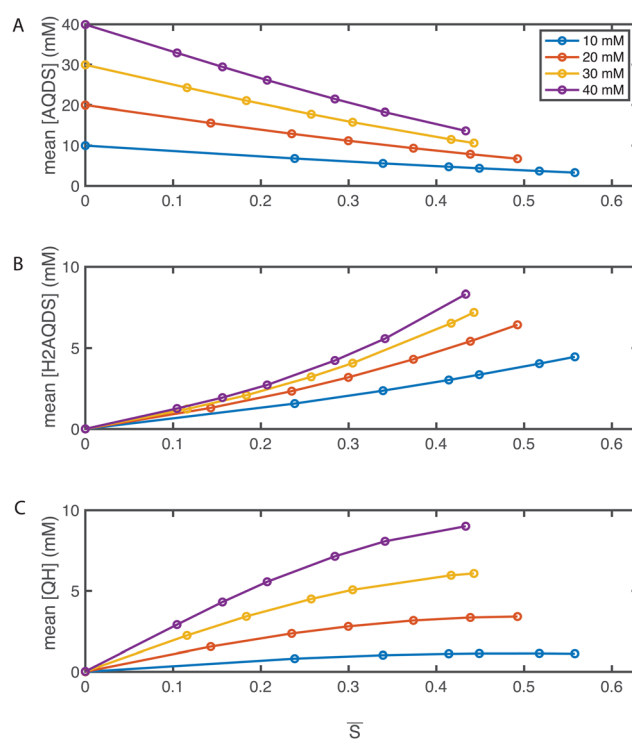 A
mean [AQDS] (mM)
40
30
20
10
0
0 0.1 0.2 0.3 0.4 0.5 0.6
10 mM
20 mM
30 mM
40 mM
B
mean [H2AQDS] (mM)
10
5
0
0 0.1 0.2 0.3 0.4 0.5 0.6
C
mean [QH] (mM)
10
5
0
0 0.1 0.2 0.3 0.4 0.5 0.6
S̅